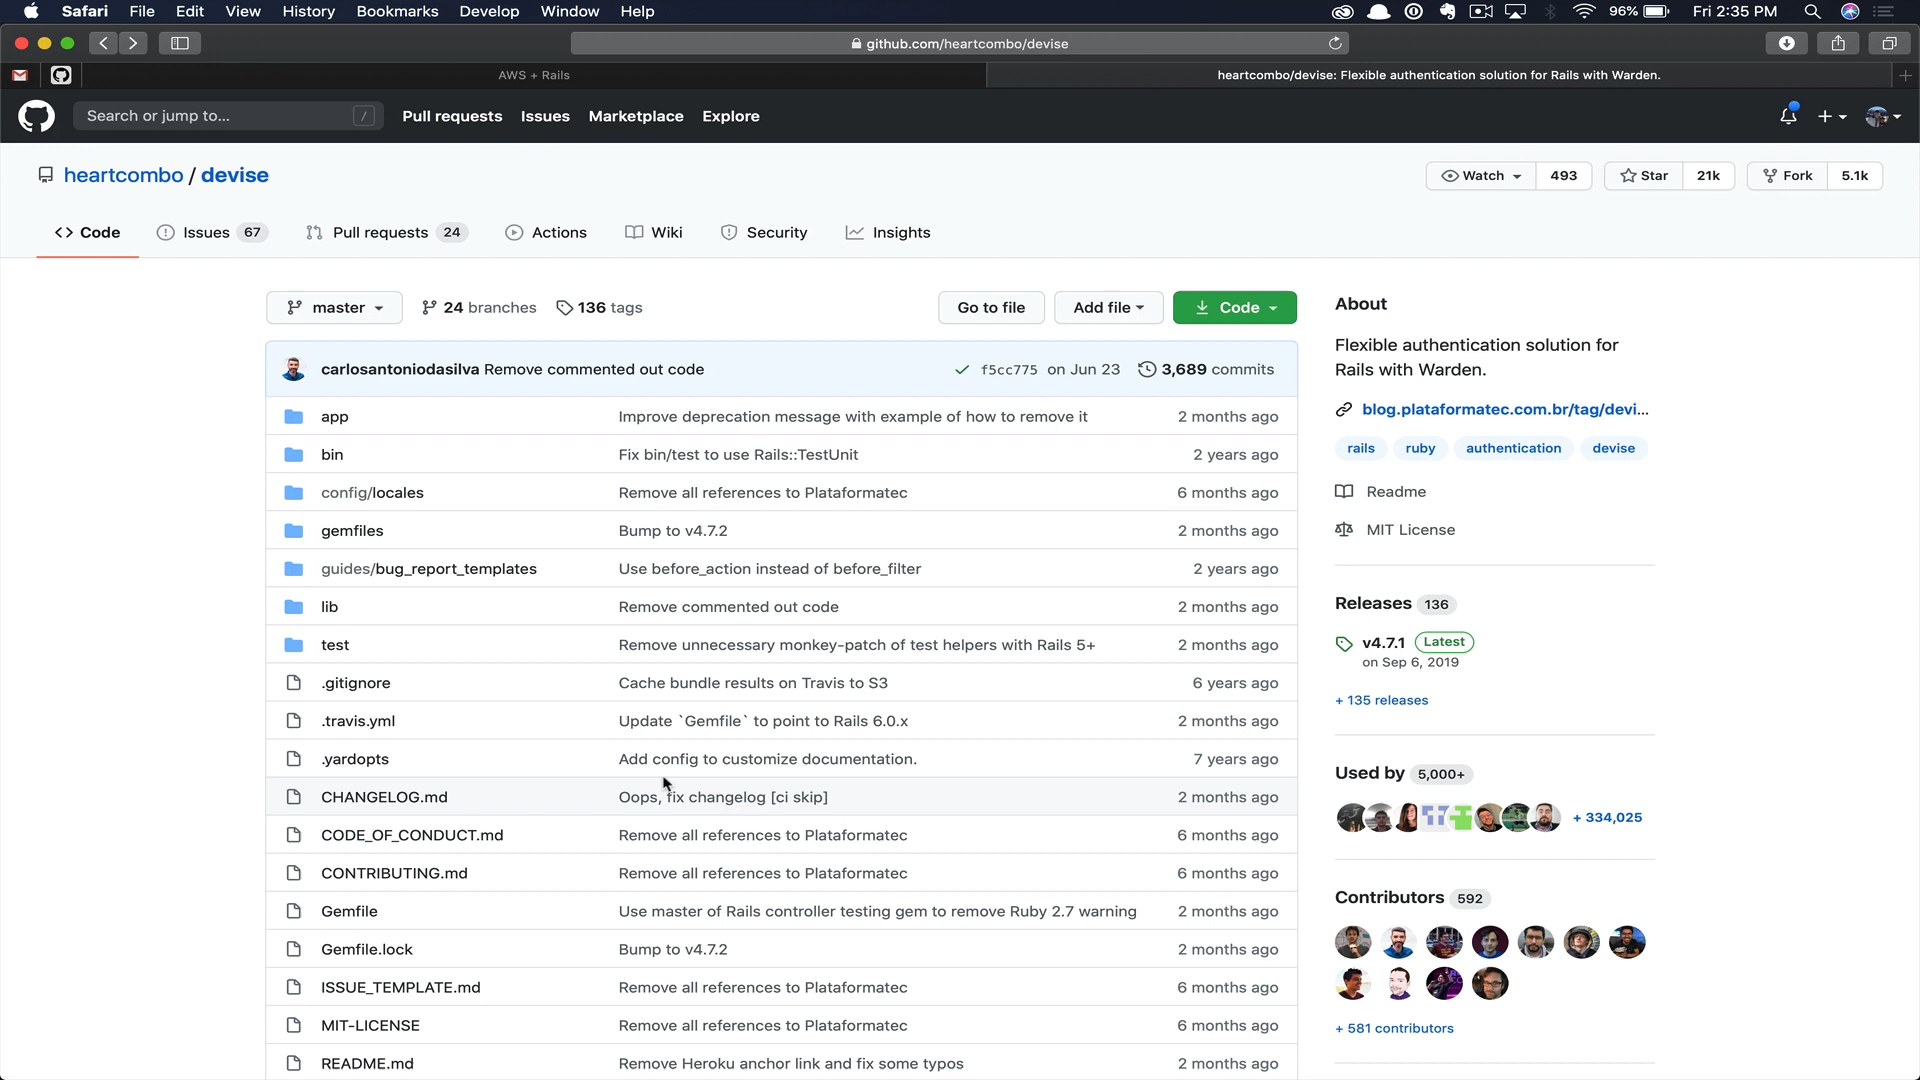 Safari File Edit View History Bookmarks Develop Window Help 96% Fri 2:35 PM
github.com/heartcombo/devise
AWS + Rails heartcombo/devise: Flexible authentication solution for Rails with Warden.
Search or jump to... / Pull requests Issues Marketplace Explore
heartcombo / devise Watch 493 Star 21k Fork 5.1k
Code Issues 67 Pull requests 24 Actions Wiki Security Insights
master 24 branches 136 tags Go to file Add file Code
carlosantoniodasilva Remove commented out code f5cc775 on Jun 23 3,689 commits
app Improve deprecation message with example of how to remove it 2 months ago
bin Fix bin/test to use Rails::TestUnit 2 years ago
config/locales Remove all references to Plataformatec 6 months ago
gemfiles Bump to v4.7.2 2 months ago
guides/bug_report_templates Use before_action instead of before_filter 2 years ago
lib Remove commented out code 2 months ago
test Remove unnecessary monkey-patch of test helpers with Rails 5+ 2 months ago
.gitignore Cache bundle results on Travis to S3 6 years ago
.travis.yml Update `Gemfile` to point to Rails 6.0.x 2 months ago
.yardopts Add config to customize documentation. 7 years ago
CHANGELOG.md Oops, fix changelog [ci skip] 2 months ago
CODE_OF_CONDUCT.md Remove all references to Plataformatec 6 months ago
CONTRIBUTING.md Remove all references to Plataformatec 6 months ago
Gemfile Use master of Rails controller testing gem to remove Ruby 2.7 warning 2 months ago
Gemfile.lock Bump to v4.7.2 2 months ago
ISSUE_TEMPLATE.md Remove all references to Plataformatec 6 months ago
MIT-LICENSE Remove all references to Plataformatec 6 months ago
README.md Remove Heroku anchor link and fix some typos 2 months ago
About
Flexible authentication solution for
Rails with Warden.
blog.plataformatec.com.br/tag/devi...
rails ruby authentication devise
Readme
MIT License
Releases 136
v4.7.1 Latest
on Sep 6, 2019
+ 135 releases
Used by 5,000+
+ 334,025
Contributors 592
+ 581 contributors